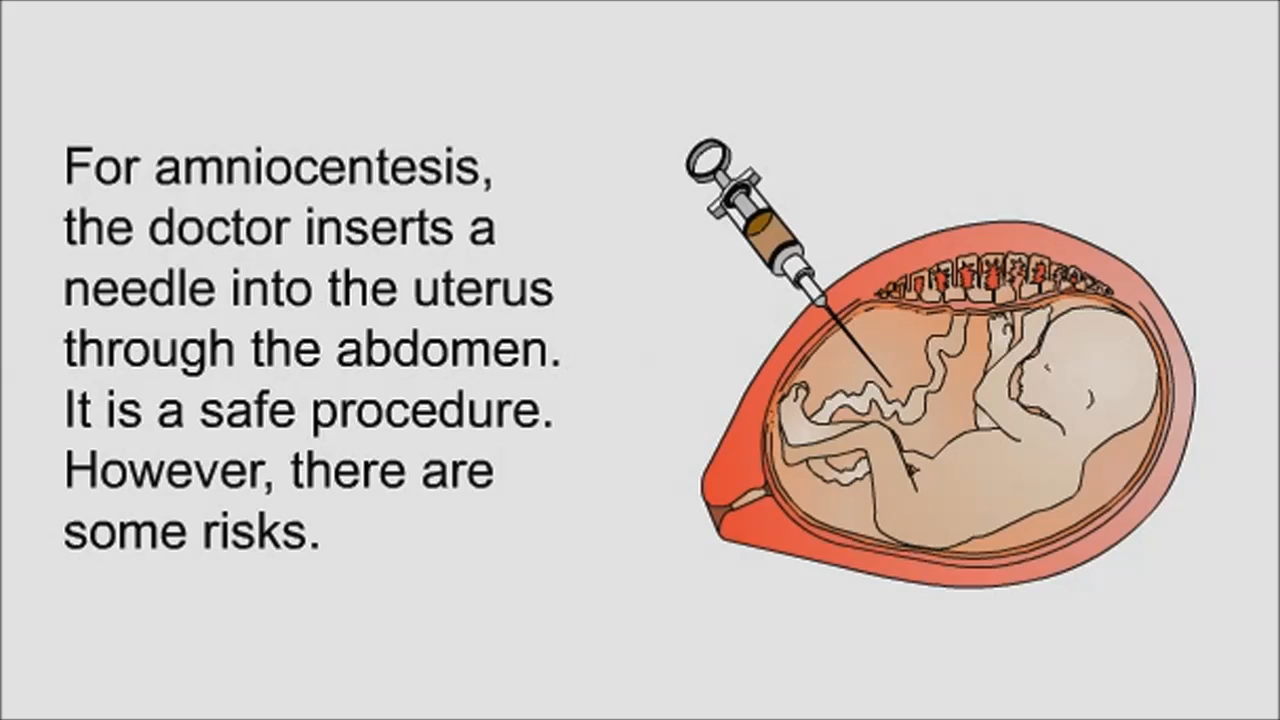 For amniocentesis,
the doctor inserts a
needle into the uterus
through the abdomen.
It is a safe procedure.
However, there are
some risks.